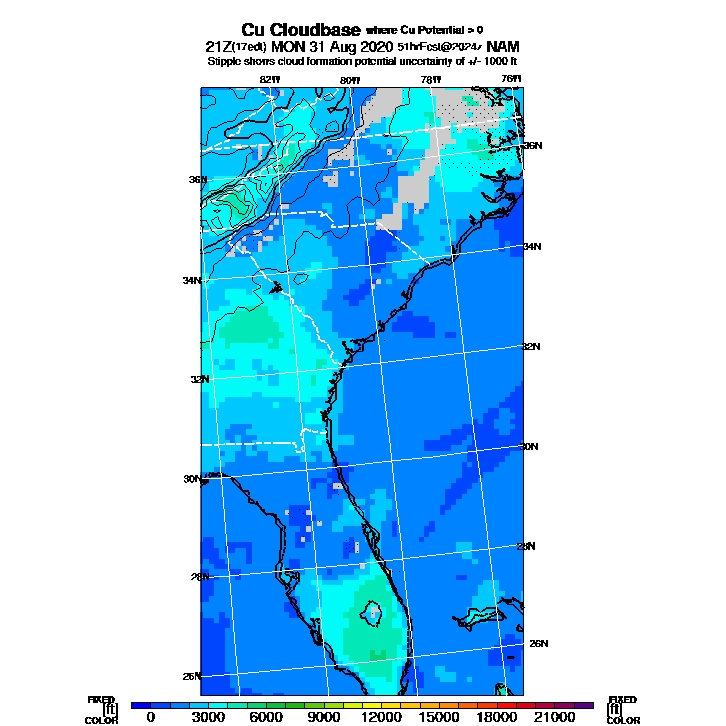 Cu Cloudbase where Cu Potential > 0
21Z(17edt) MON 31 Aug 2020 51hrFcst@2024z NAM
Stipple shows cloud formation potential uncertainty of +/- 1000 ft
82W 80W 78W 76W
36N
36N
34N
34N
32N
32N
30N
30N
28N
28N
26N
26N
FIXED FIXED
[ft] [ft]
COLOR COLOR
0 3000 6000 9000 12000 15000 18000 21000